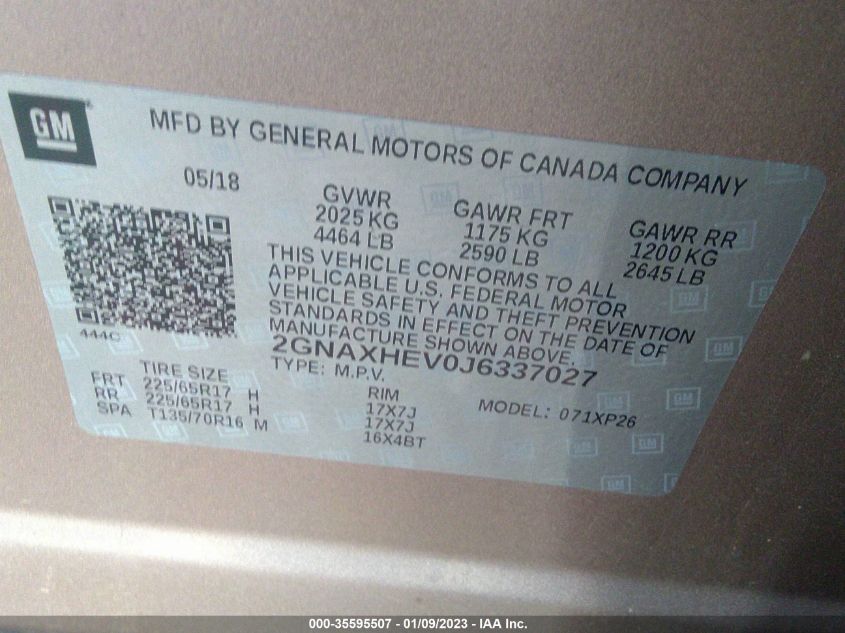 GM
MFD BY GENERAL MOTORS OF CANADA COMPANY
05/18
GVWR
2025 KG
4464 LB
GAWR FRT
1175 KG
2590 LB
GAWR RR
1200 KG
2645 LB
THIS VEHICLE CONFORMS TO ALL
APPLICABLE U.S. FEDERAL MOTOR
VEHICLE SAFETY AND THEFT PREVENTION
STANDARDS IN EFFECT ON THE DATE OF
MANUFACTURE SHOWN ABOVE.
2GNAXHEV0J6337027
TYPE: M.P.V.
MODEL: 071XP26
444C
TIRE SIZE RIM
FRT 225/65R17 H 17X7J
RR 225/65R17 H 17X7J
SPA T135/70R16 M 16X4BT
000-35595507 - 01/09/2023 - IAA Inc.